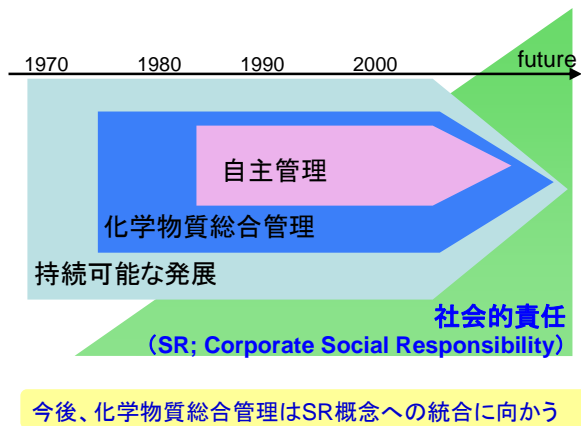 1970 1980 1990 2000 future
自主管理
化学物質総合管理
持続可能な発展
社会的責任
（SR; Corporate Social Responsibility）
今後、化学物質総合管理はSR概念への統合に向かう